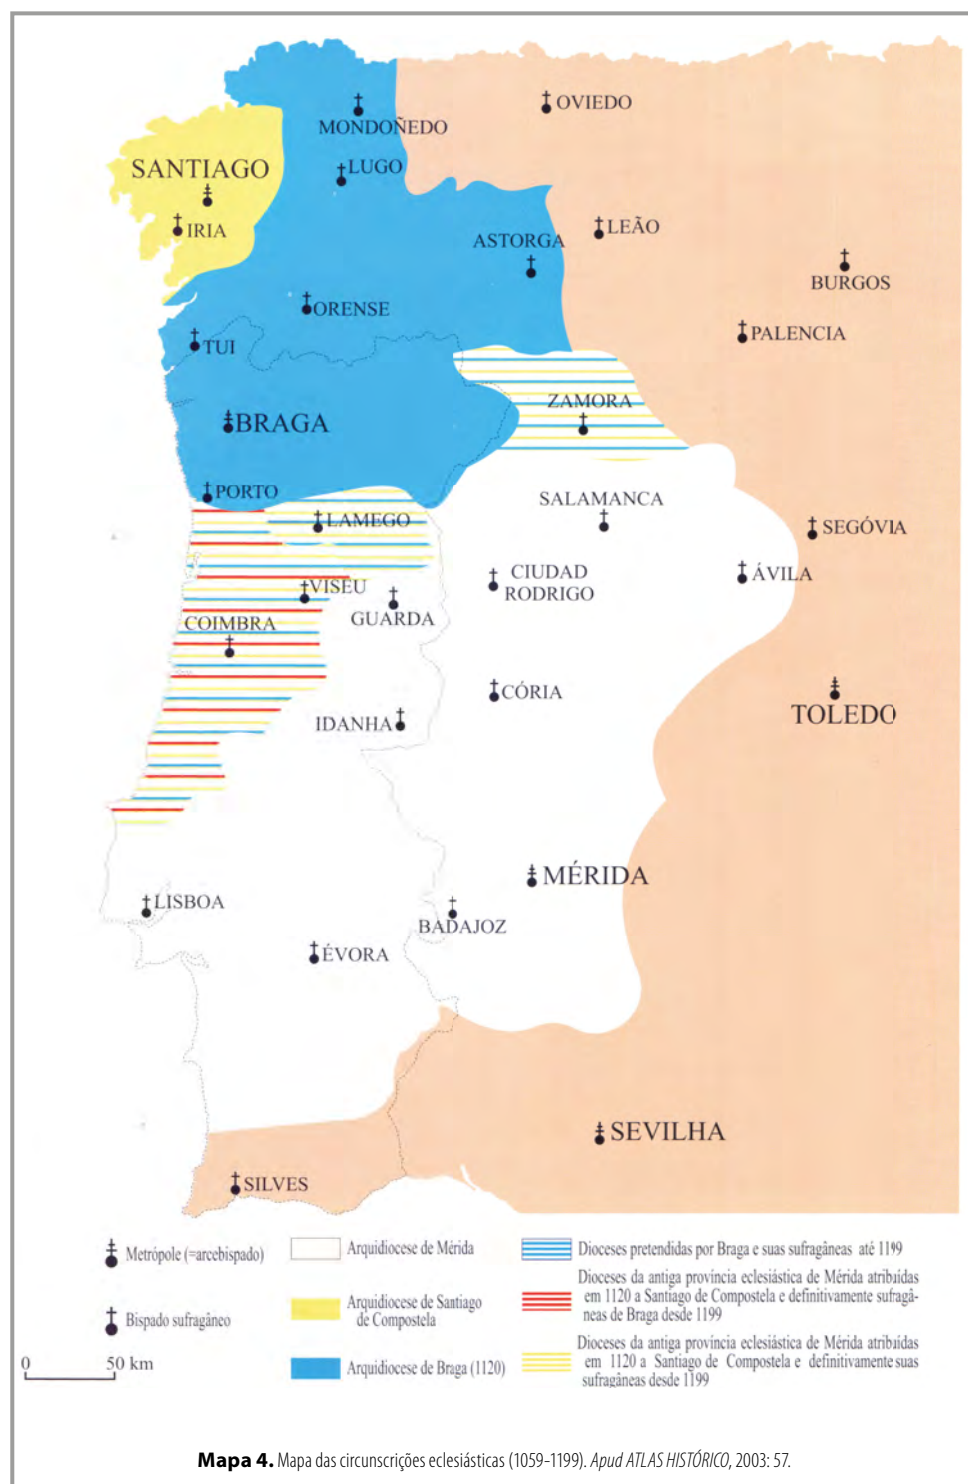 OVIEDO
MONDOÑEDO
LUGO
SANTIAGO
IRIA
LEÃO
ASTORGA
BURGOS
ORENSE
PALENCIA
TUI
ZAMORA
BRAGA
PORTO
SALAMANCA
LAMEGO
SEGÓVIA
CIUDAD
RODRIGO
ÁVILA
VISEU
GUARDA
COIMBRA
CÓRIA
TOLEDO
IDANHA
MÉRIDA
LISBOA
BADAJOZ
ÉVORA
SEVILHA
SILVES
Metrópole (=arcebispado)
Bispado sufragâneo
0 50 km
Arquidiocese de Mérida
Arquidiocese de Santiago
de Compostela
Arquidiocese de Braga (1120)
Dioceses pretendidas por Braga e suas sufragâneas até 1199
Dioceses da antiga província eclesiástica de Mérida atribuídas
em 1120 a Santiago de Compostela e definitivamente sufragâ-
neas de Braga desde 1199
Dioceses da antiga província eclesiástica de Mérida atribuídas
em 1120 a Santiago de Compostela e definitivamente suas
sufragâneas desde 1199
Mapa 4. Mapa das circunscrições eclesiásticas (1059-1199). Apud ATLAS HISTÓRICO, 2003: 57.